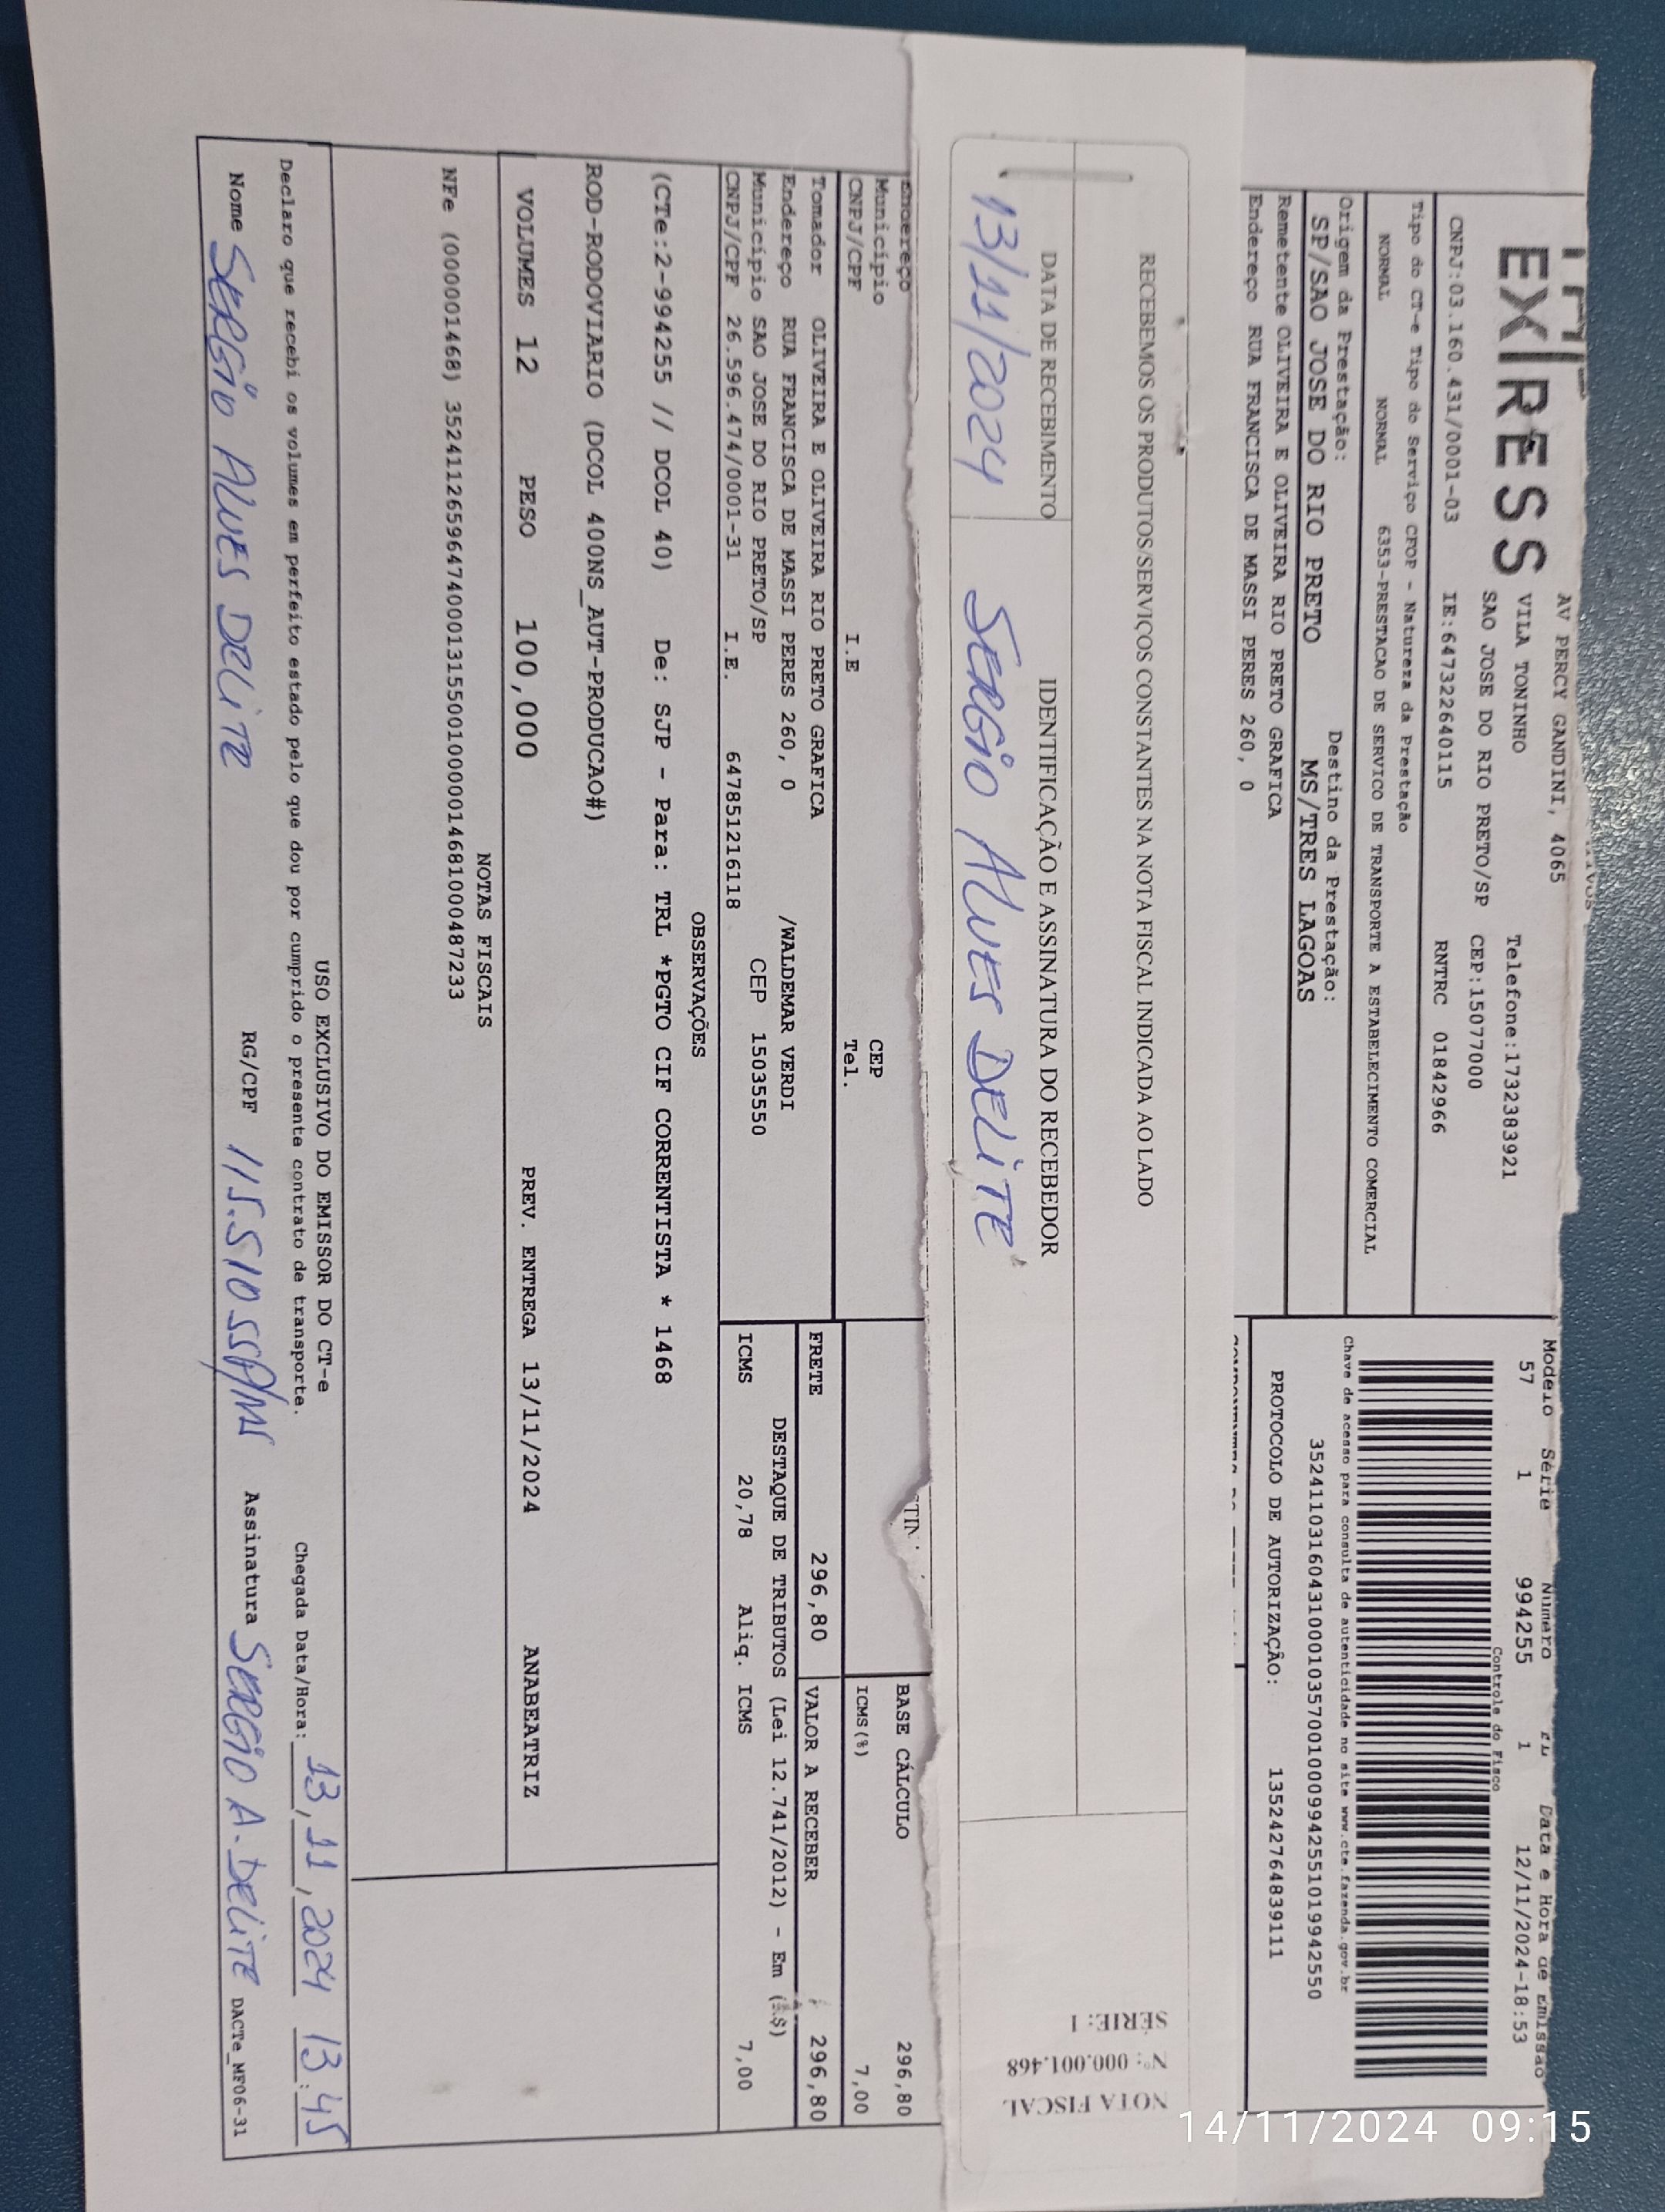 EXPRESS
AV PERCY GANDINI, 4065
VILA TONINHO Telefone:1732383921
SAO JOSE DO RIO PRETO/SP CEP:15077000
CNPJ:03.160.431/0001-03 IE:647322640115 RNTRC 01842966
Modelo Série Número FL Data e Hora de Emissão
57 1 994255 1 12/11/2024-18:53
Controle do Fisco
Tipo do CT-e Tipo do Serviço CFOP - Natureza da Prestação
NORMAL NORMAL 6353-PRESTACAO DE SERVICO DE TRANSPORTE A ESTABELECIMENTO COMERCIAL
Chave de acesso para consulta de autenticidade no site www.cte.fazenda.gov.br
35241103160431000103570010009942551019942550
Origem da Prestação: Destino da Prestação:
SP/SAO JOSE DO RIO PRETO MS/TRES LAGOAS
PROTOCOLO DE AUTORIZAÇÃO: 135242764839111
Remetente OLIVEIRA E OLIVEIRA RIO PRETO GRAFICA
Endereço RUA FRANCISCA DE MASSI PERES 260, 0
RECEBEMOS OS PRODUTOS/SERVIÇOS CONSTANTES NA NOTA FISCAL INDICADA AO LADO
DATA DE RECEBIMENTO IDENTIFICAÇÃO E ASSINATURA DO RECEBEDOR
13/11/2024 SERGIO ALVES DELITE
NOTA FISCAL
Nº: 000.001.468
SÉRIE: 1
Endereço
Município CEP
CNPJ/CPF I.E Tel.
BASE CÁLCULO 296,80
ICMS(%) 7,00
Tomador OLIVEIRA E OLIVEIRA RIO PRETO GRAFICA
Endereço RUA FRANCISCA DE MASSI PERES 260, 0 /WALDEMAR VERDI
Município SAO JOSE DO RIO PRETO/SP CEP 15035550
CNPJ/CPF 26.596.474/0001-31 I.E. 647851216118
FRETE 296,80 VALOR A RECEBER 296,80
DESTAQUE DE TRIBUTOS (Lei 12.741/2012) - Em (R$)
ICMS 20,78 Aliq. ICMS 7,00
OBSERVAÇÕES
(CTe:2-994255 // DCOL 40) De: SJP - Para: TRL *PGTO CIF CORRENTISTA * 1468
ROD-RODOVIARIO (DCOL 400NS_AUT-PRODUCAO#)
VOLUMES 12 PESO 100,000 PREV. ENTREGA 13/11/2024 ANABEATRIZ
NOTAS FISCAIS
NFe (000001468) 35241126596474000131550010000014681000487233
USO EXCLUSIVO DO EMISSOR DO CT-e
Declaro que recebi os volumes em perfeito estado pelo que dou por cumprido o presente contrato de transporte.
Chegada Data/Hora: 13/11/2024 13:45
Nome SERGIO ALVES DELITE RG/CPF Assinatura SERGIO A. DELITE DACTe_MF06-31
14/11/2024 09:15